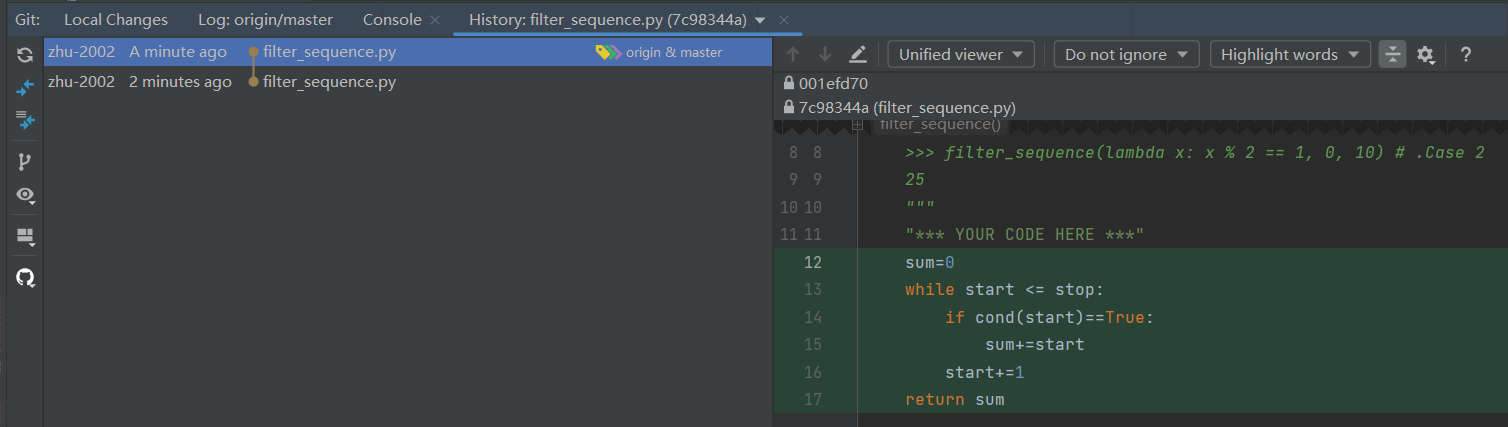 Git: Local Changes Log: origin/master Console History: filter_sequence.py (7c98344a)
zhu-2002 A minute ago filter_sequence.py origin & master
zhu-2002 2 minutes ago filter_sequence.py
Unified viewer Do not ignore Highlight words ?
001efd70
7c98344a (filter_sequence.py)
filter_sequence()
8 8 >>> filter_sequence(lambda x: x % 2 == 1, 0, 10) # .Case 2
9 9 25
10 10 """
11 11 "*** YOUR CODE HERE ***"
12 sum=0
13 while start <= stop:
14 if cond(start)==True:
15 sum+=start
16 start+=1
17 return sum